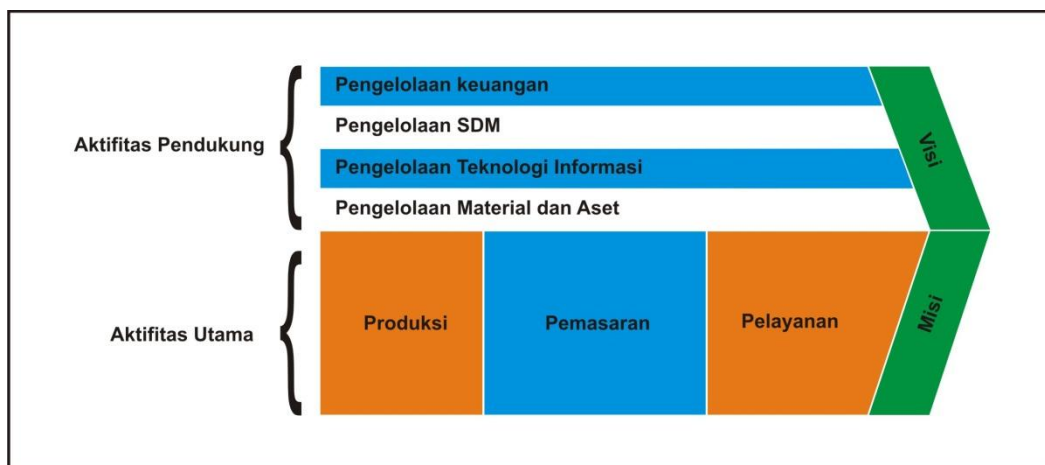 Aktifitas Pendukung
Pengelolaan keuangan
Pengelolaan SDM
Pengelolaan Teknologi Informasi
Pengelolaan Material dan Aset
Visi
Aktifitas Utama
Produksi
Pemasaran
Pelayanan
Misi